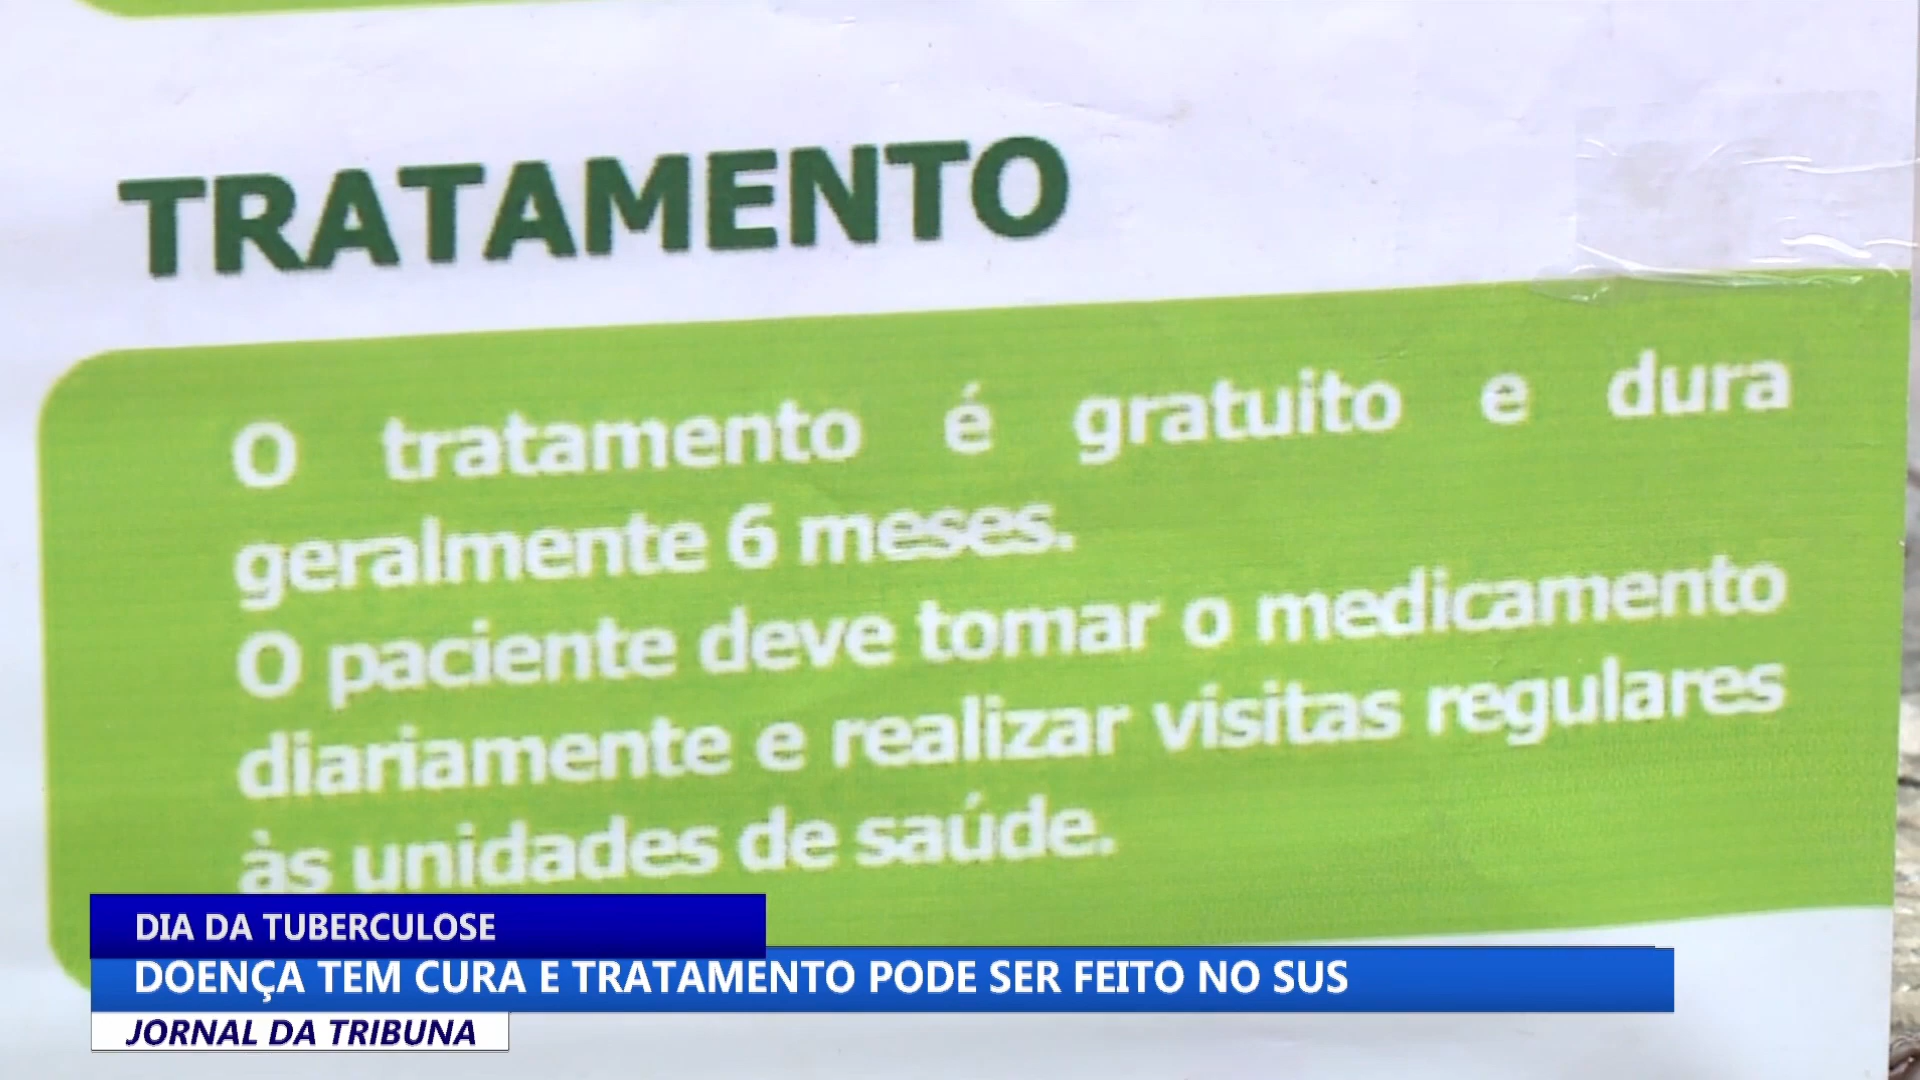 TRATAMENTO
O tratamento é gratuito e dura
geralmente 6 meses.
O paciente deve tomar o medicamento
diariamente e realizar visitas regulares
às unidades de saúde.
DIA DA TUBERCULOSE
DOENÇA TEM CURA E TRATAMENTO PODE SER FEITO NO SUS
JORNAL DA TRIBUNA